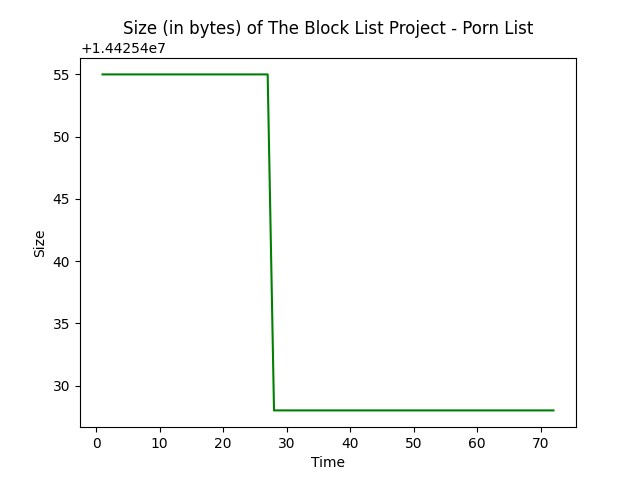 Size (in bytes) of The Block List Project - Porn List
+1.44254e7
55
50
45
40
35
30
Size
0 10 20 30 40 50 60 70
Time